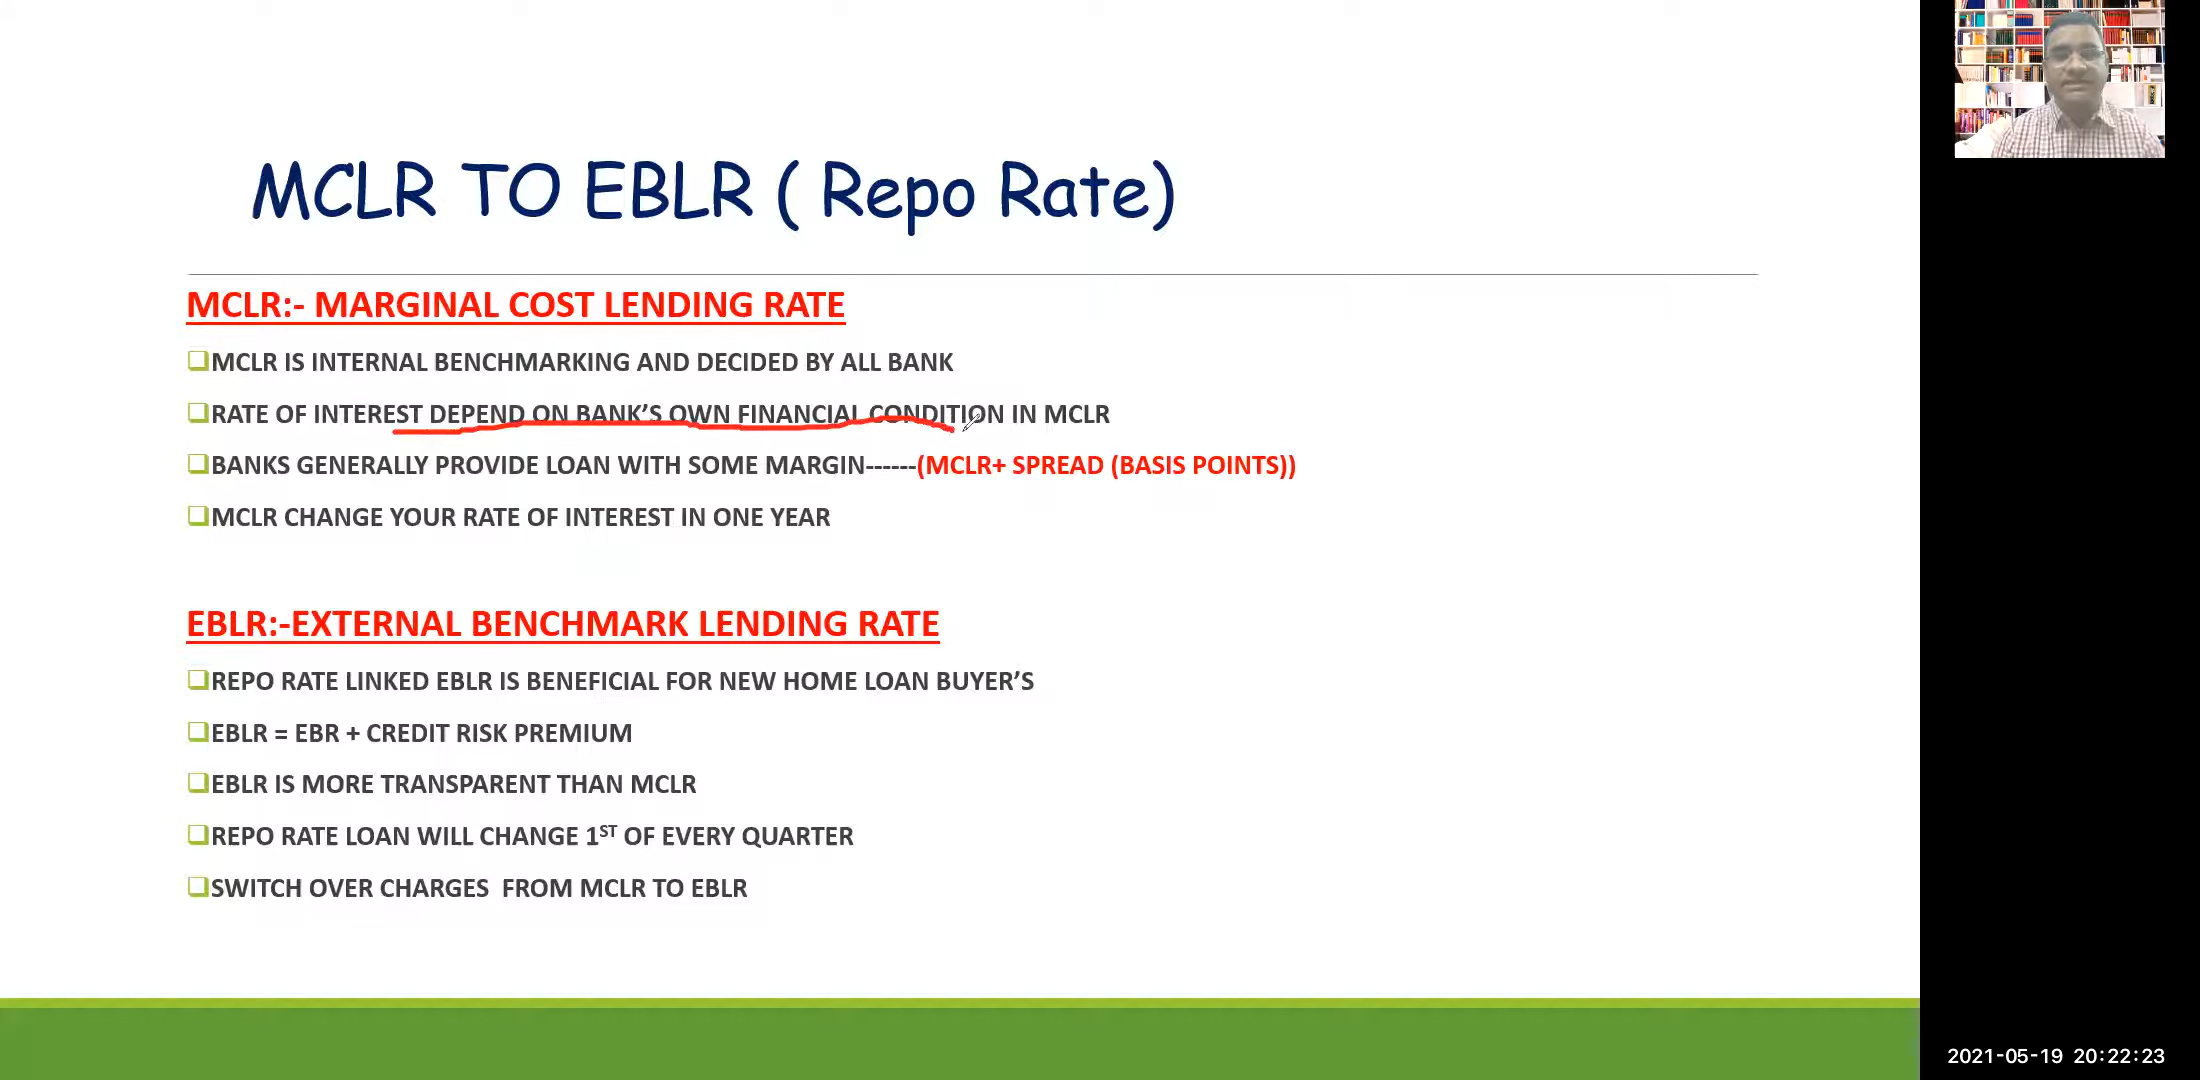 MCLR TO EBLR ( Repo Rate)
MCLR:- MARGINAL COST LENDING RATE
MCLR IS INTERNAL BENCHMARKING AND DECIDED BY ALL BANK
RATE OF INTEREST DEPEND ON BANK’S OWN FINANCIAL CONDITION IN MCLR
BANKS GENERALLY PROVIDE LOAN WITH SOME MARGIN------(MCLR+ SPREAD (BASIS POINTS))
MCLR CHANGE YOUR RATE OF INTEREST IN ONE YEAR
EBLR:-EXTERNAL BENCHMARK LENDING RATE
REPO RATE LINKED EBLR IS BENEFICIAL FOR NEW HOME LOAN BUYER’S
EBLR = EBR + CREDIT RISK PREMIUM
EBLR IS MORE TRANSPARENT THAN MCLR
REPO RATE LOAN WILL CHANGE 1ST OF EVERY QUARTER
SWITCH OVER CHARGES  FROM MCLR TO EBLR
2021-05-19 20:22:23